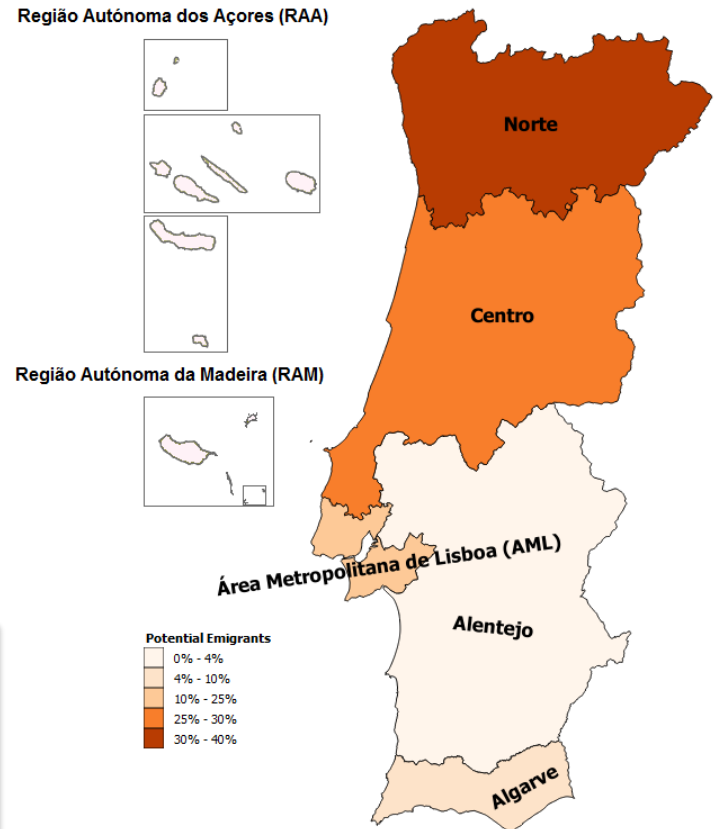 Região Autónoma dos Açores (RAA)
Norte
Centro
Região Autónoma da Madeira (RAM)
Área Metropolitana de Lisboa (AML)
Alentejo
Potential Emigrants
0% - 4%
4% - 10%
10% - 25%
25% - 30%
30% - 40%
Algarve